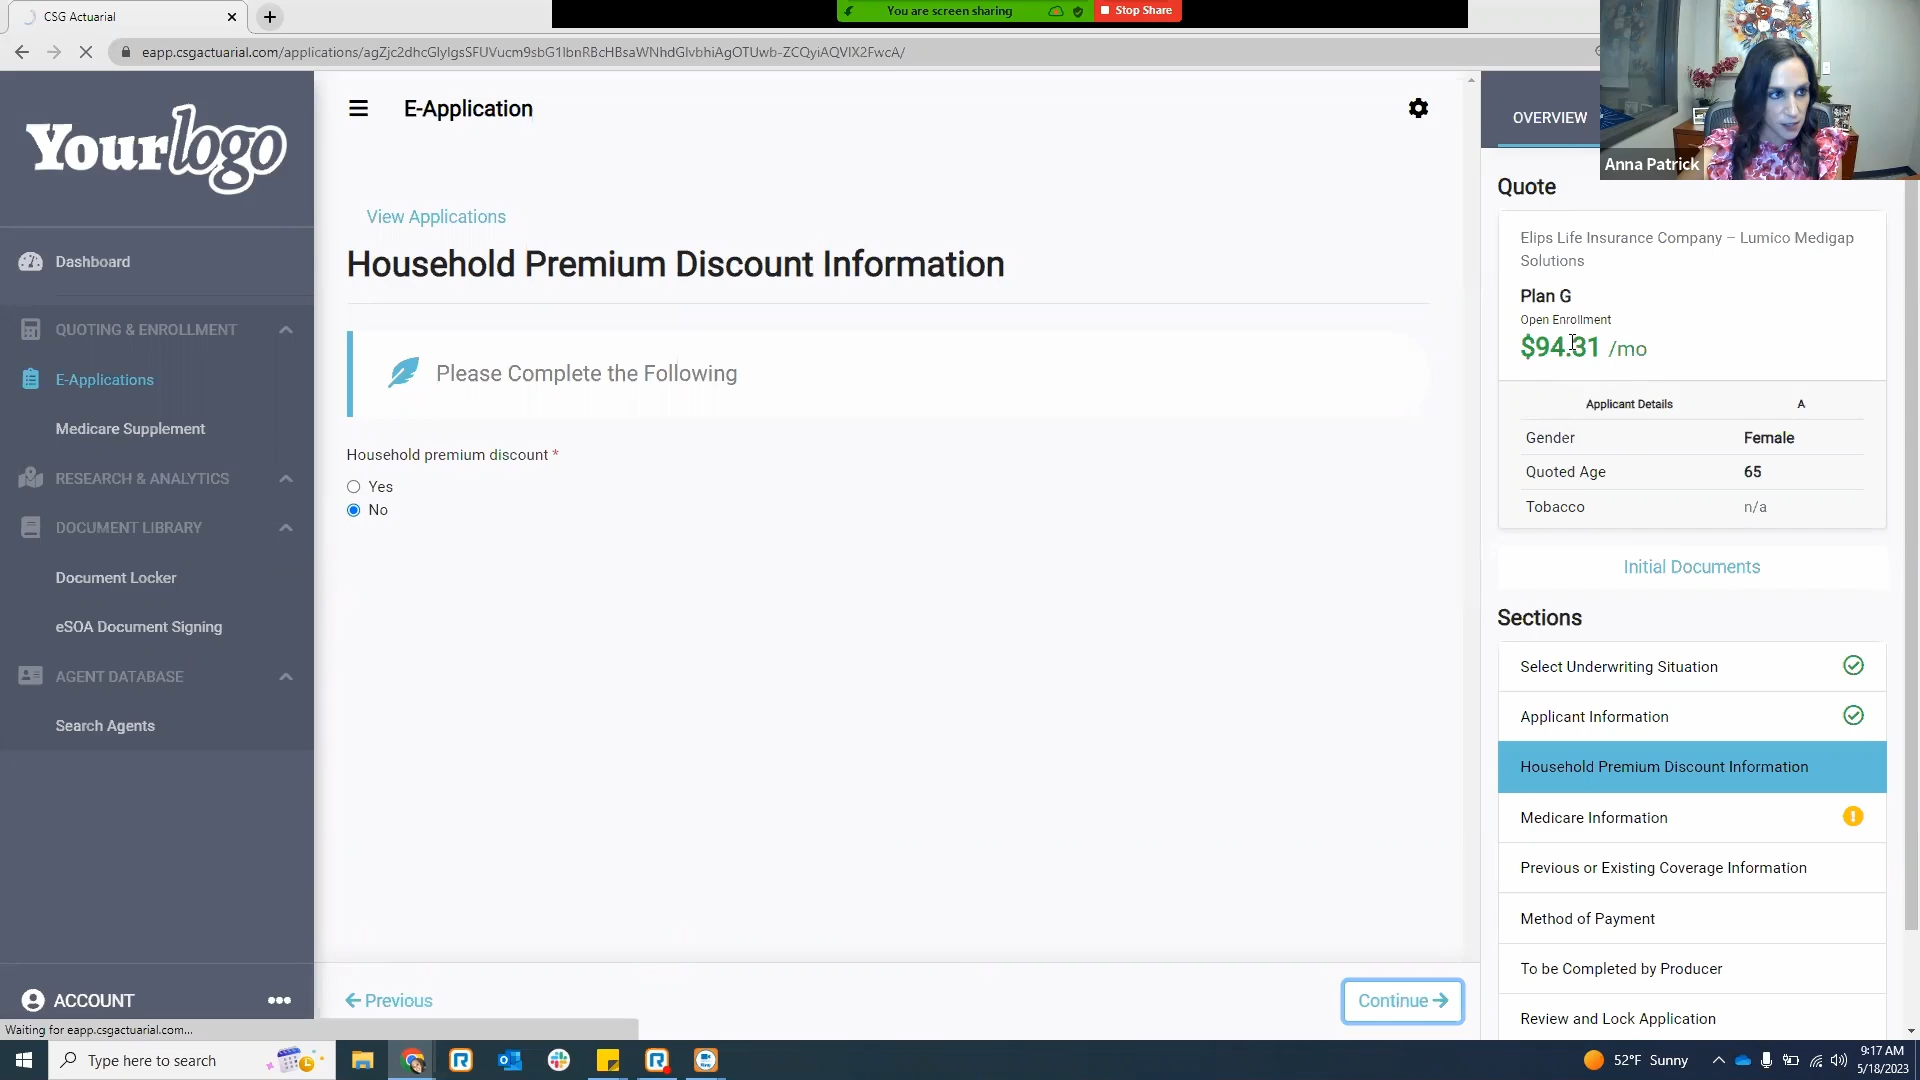 CSG Actuarial
You are screen sharing
Stop Share
eapp.csgactuarial.com/applications/
Yourlogo
Dashboard
QUOTING & ENROLLMENT
E-Applications
Medicare Supplement
RESEARCH & ANALYTICS
DOCUMENT LIBRARY
Document Locker
eSOA Document Signing
AGENT DATABASE
Search Agents
ACCOUNT
Waiting for eapp.csgactuarial.com...
E-Application
View Applications
Household Premium Discount Information
Please Complete the Following
Household premium discount *
Yes
No
Previous
Continue
OVERVIEW
Anna Patrick
Quote
Elips Life Insurance Company – Lumico Medigap
Solutions
Plan G
Open Enrollment
$94.31 /mo
Applicant Details A
Gender Female
Quoted Age 65
Tobacco n/a
Initial Documents
Sections
Select Underwriting Situation
Applicant Information
Household Premium Discount Information
Medicare Information
Previous or Existing Coverage Information
Method of Payment
To be Completed by Producer
Review and Lock Application
Type here to search
52°F Sunny
9:17 AM
5/18/2023